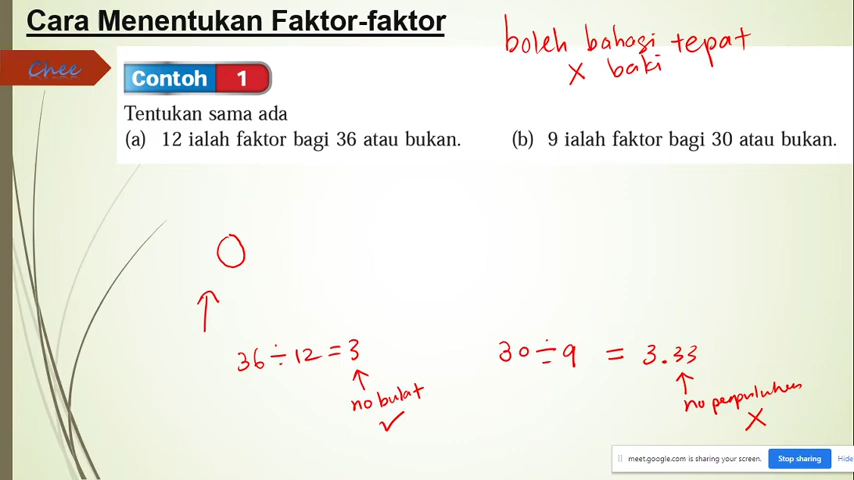 Cara Menentukan Faktor-faktor
boleh bahagi tepat
x baki
Chee
Contoh 1
Tentukan sama ada
(a) 12 ialah faktor bagi 36 atau bukan.
(b) 9 ialah faktor bagi 30 atau bukan.
36 ÷ 12 = 3
no bulat
✓
30 ÷ 9 = 3.33
no perpuluhan
X
meet.google.com is sharing your screen.
Stop sharing
Hide